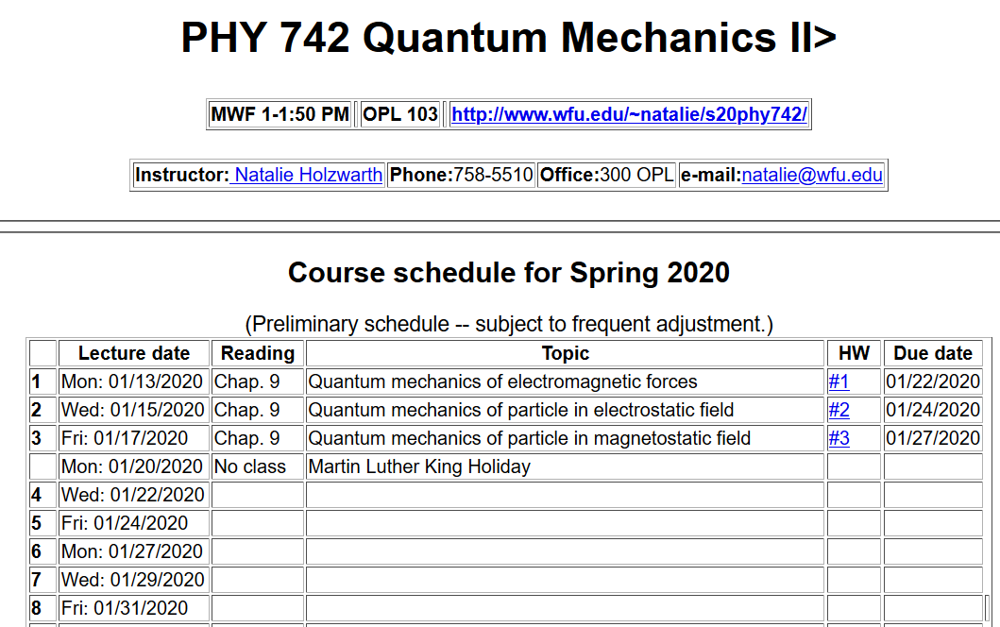 PHY 742 Quantum Mechanics II>
MWF 1-1:50 PM OPL 103 http://www.wfu.edu/~natalie/s20phy742/
Instructor: Natalie Holzwarth Phone:758-5510 Office:300 OPL e-mail:natalie@wfu.edu
Course schedule for Spring 2020
(Preliminary schedule -- subject to frequent adjustment.)
Lecture date Reading Topic HW Due date
1 Mon: 01/13/2020 Chap. 9 Quantum mechanics of electromagnetic forces #1 01/22/2020
2 Wed: 01/15/2020 Chap. 9 Quantum mechanics of particle in electrostatic field #2 01/24/2020
3 Fri: 01/17/2020 Chap. 9 Quantum mechanics of particle in magnetostatic field #3 01/27/2020
Mon: 01/20/2020 No class Martin Luther King Holiday
4 Wed: 01/22/2020
5 Fri: 01/24/2020
6 Mon: 01/27/2020
7 Wed: 01/29/2020
8 Fri: 01/31/2020